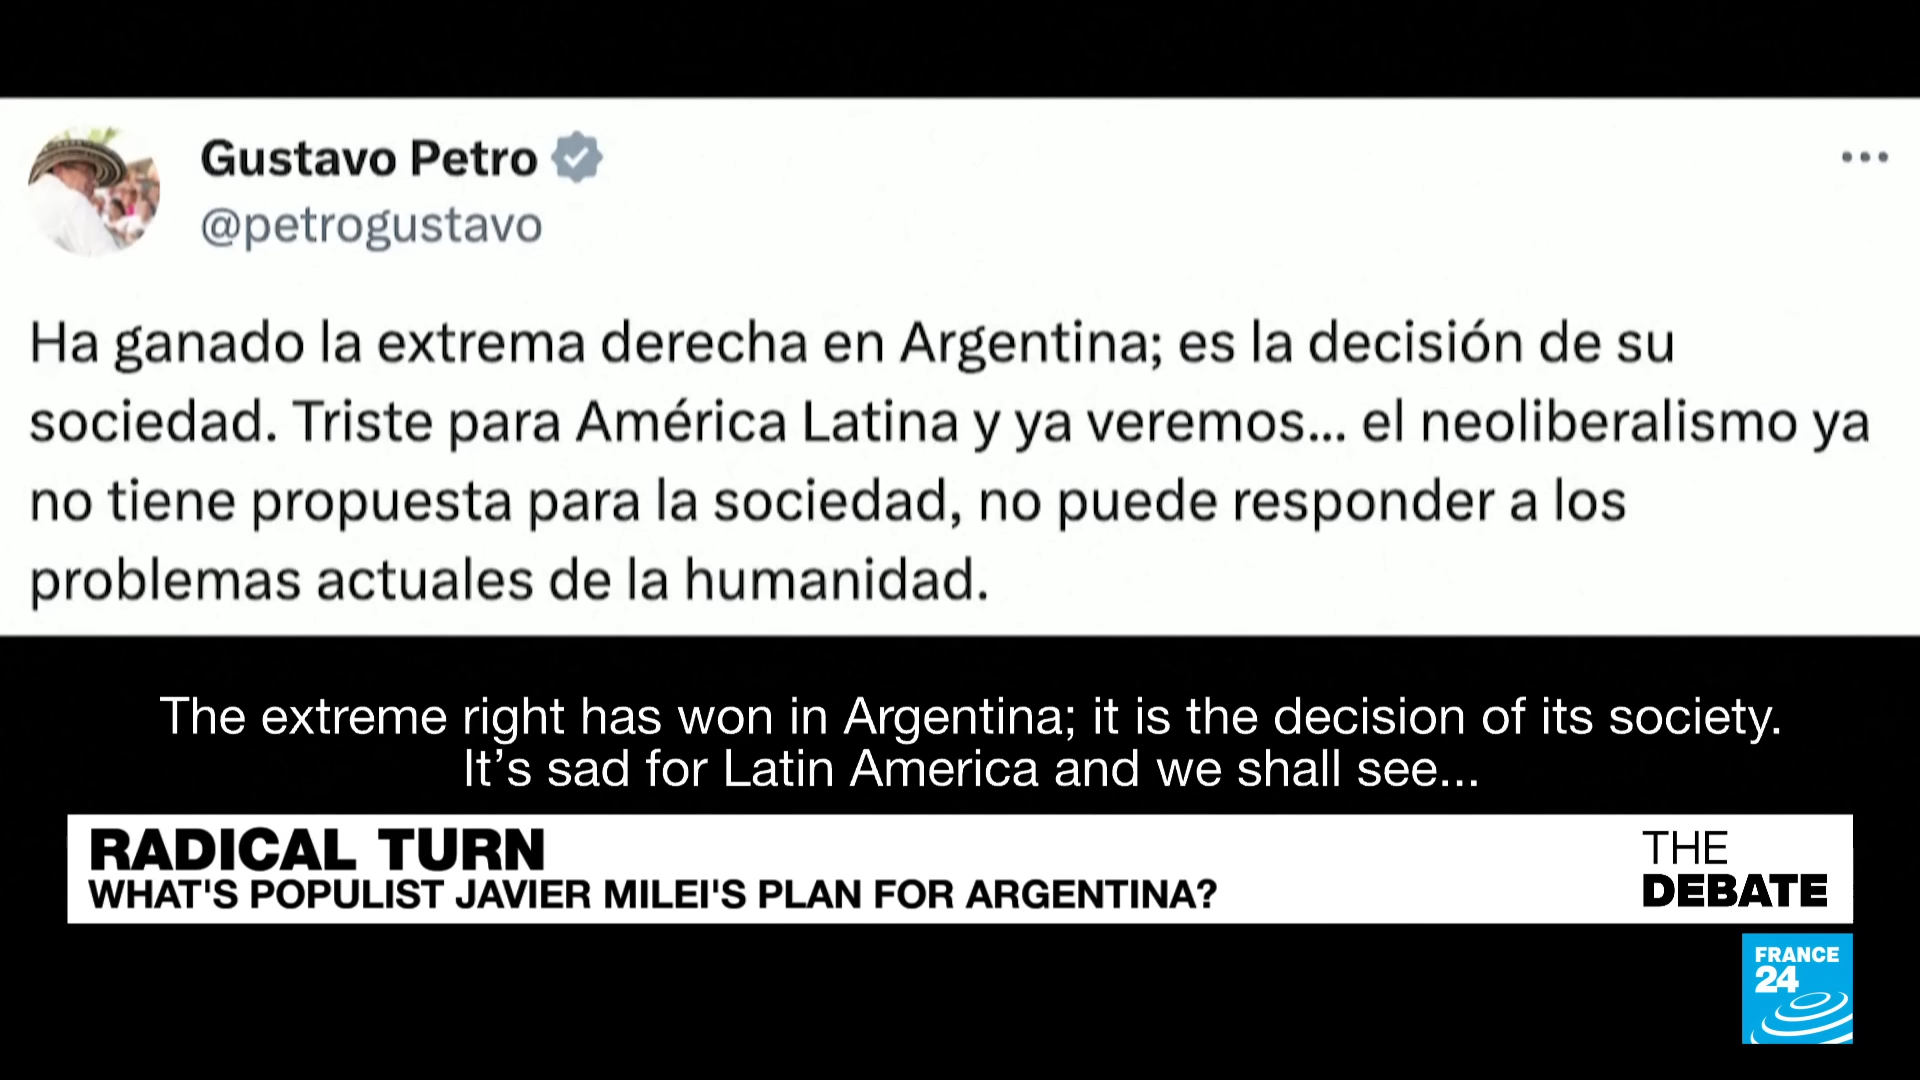 Gustavo Petro
@petrogustavo
Ha ganado la extrema derecha en Argentina; es la decisión de su
sociedad. Triste para América Latina y ya veremos... el neoliberalismo ya
no tiene propuesta para la sociedad, no puede responder a los
problemas actuales de la humanidad.
The extreme right has won in Argentina; it is the decision of its society.
It’s sad for Latin America and we shall see...
RADICAL TURN
WHAT'S POPULIST JAVIER MILEI'S PLAN FOR ARGENTINA?
THE
DEBATE
FRANCE
24